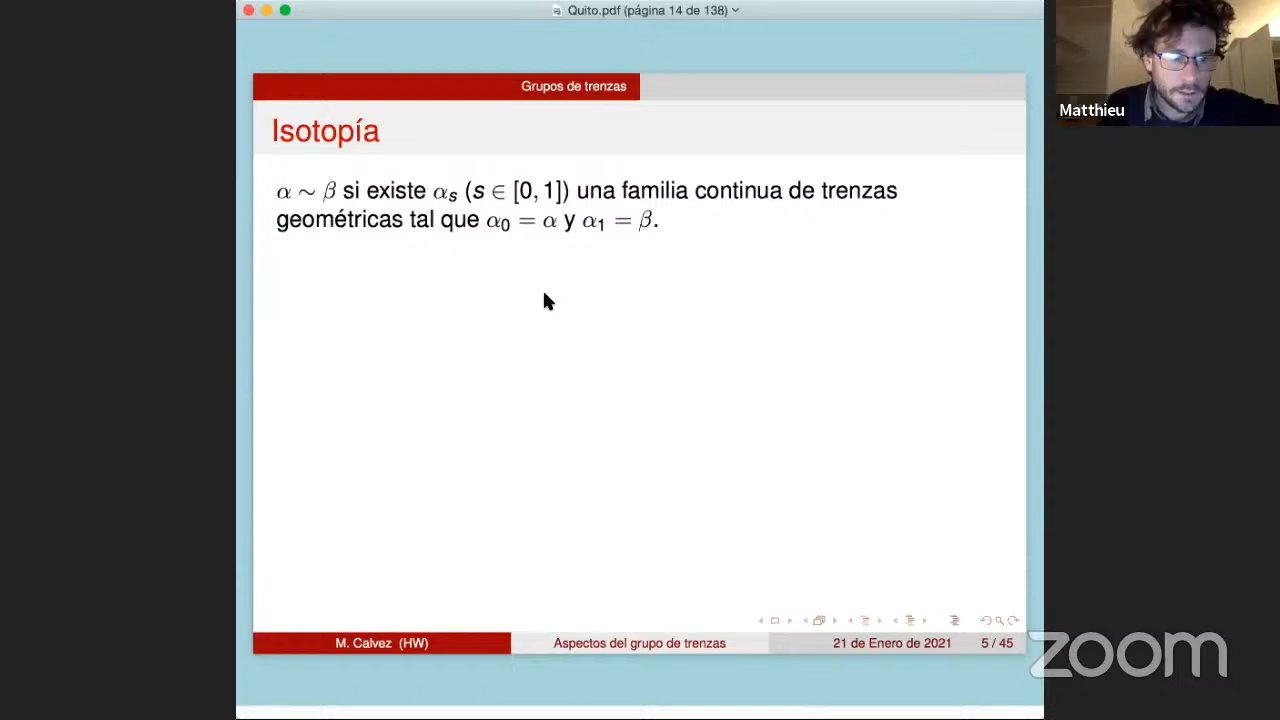 Quito.pdf (página 14 de 138)
Matthieu
Grupos de trenzas
Isotopía
α ∼ β si existe αₛ (s ∈ [0, 1]) una familia continua de trenzas
geométricas tal que α₀ = α y α₁ = β.
M. Calvez (HW)
Aspectos del grupo de trenzas
21 de Enero de 2021
5 / 45
zoom